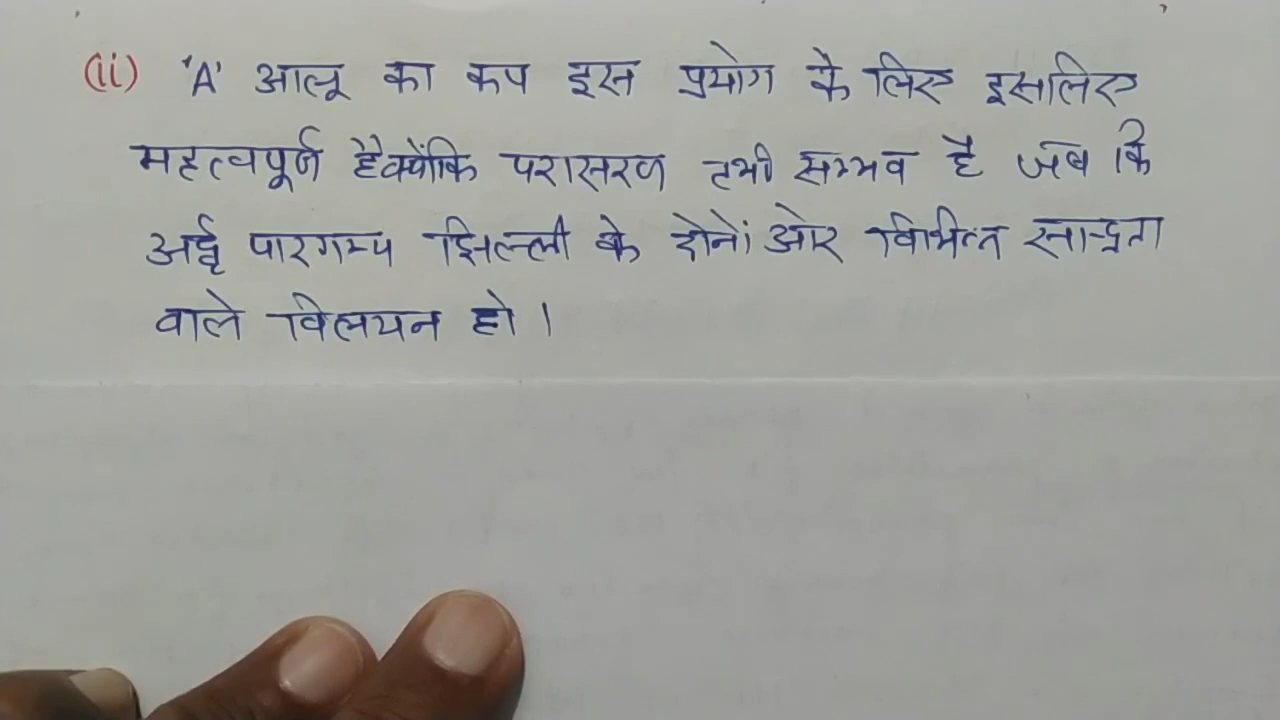 (ii) 'A' आलू का कप इस प्रयोग के लिए इसलिए
महत्वपूर्ण है क्योंकि परासरण तभी सम्भव है जब कि
अर्द्ध पारगम्य झिल्ली के दोनों ओर विभिन्न सान्द्रता
वाले विलयन हो।